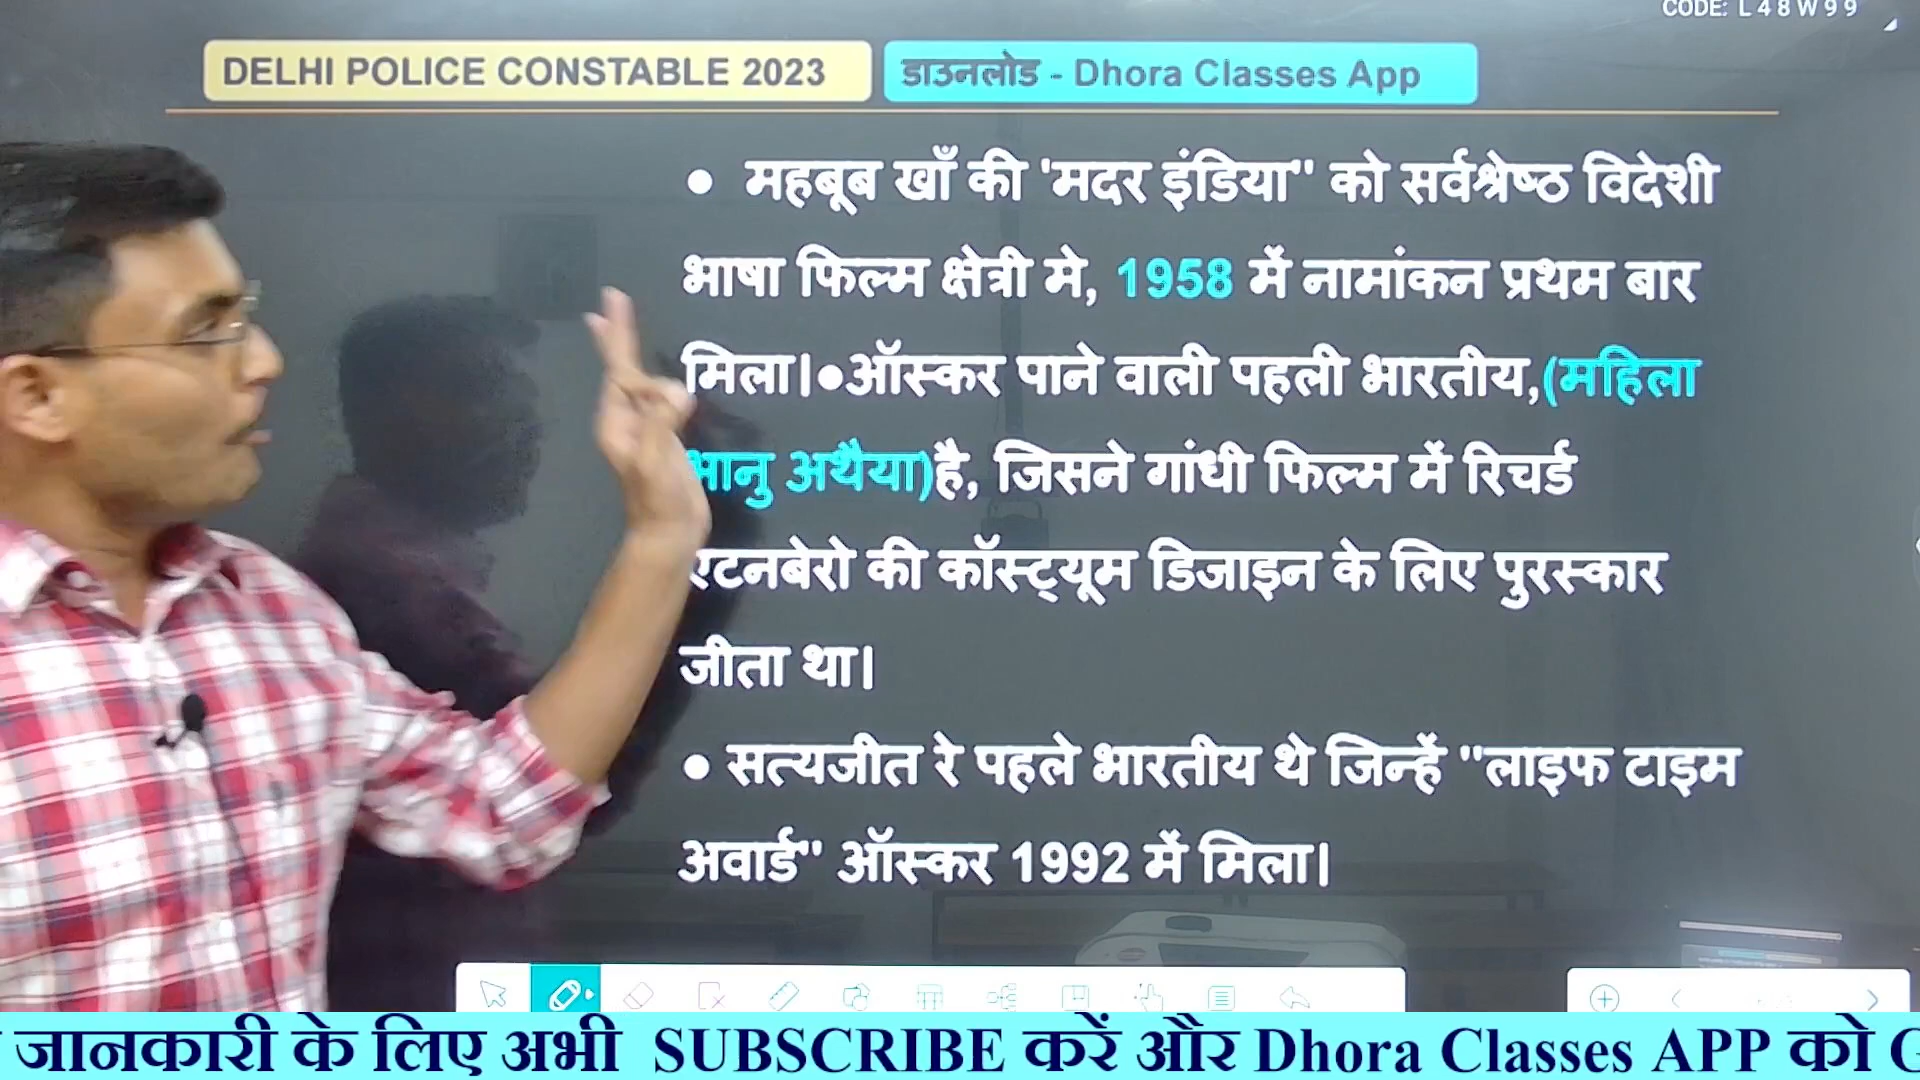 CODE: L48W99
DELHI POLICE CONSTABLE 2023
डाउनलोड - Dhora Classes App
● महबूब खाँ की 'मदर इंडिया" को सर्वश्रेष्ठ विदेशी
भाषा फिल्म क्षेत्री मे, 1958 में नामांकन प्रथम बार
मिला|●ऑस्कर पाने वाली पहली भारतीय,(महिला
भानु अथैया)है, जिसने गांधी फिल्म में रिचर्ड
एटनबेरो की कॉस्ट्यूम डिजाइन के लिए पुरस्कार
जीता था|
● सत्यजीत रे पहले भारतीय थे जिन्हें "लाइफ टाइम
अवार्ड" ऑस्कर 1992 में मिला|
जानकारी के लिए अभी SUBSCRIBE करें और Dhora Classes APP को